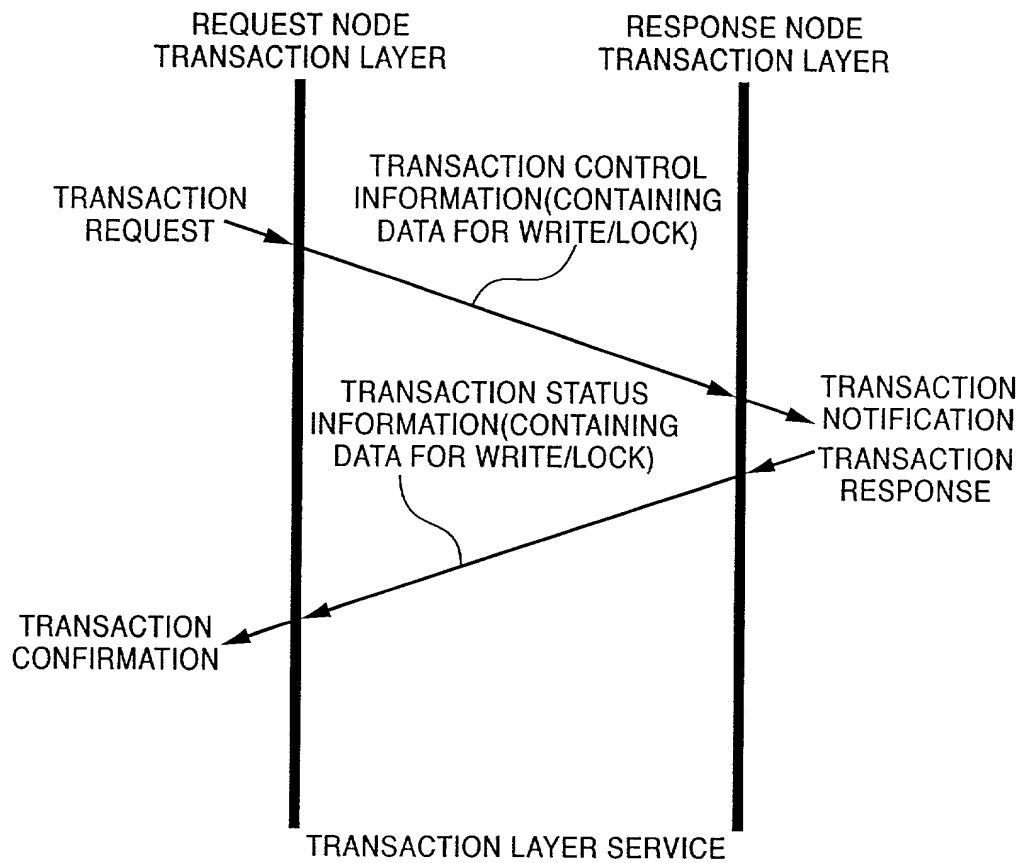 REQUEST NODE
TRANSACTION LAYER
RESPONSE NODE
TRANSACTION LAYER
TRANSACTION CONTROL
INFORMATION(CONTAINING
DATA FOR WRITE/LOCK)
TRANSACTION
REQUEST
TRANSACTION STATUS
INFORMATION(CONTAINING
DATA FOR WRITE/LOCK)
TRANSACTION
NOTIFICATION
TRANSACTION
RESPONSE
TRANSACTION
CONFIRMATION
TRANSACTION LAYER SERVICE